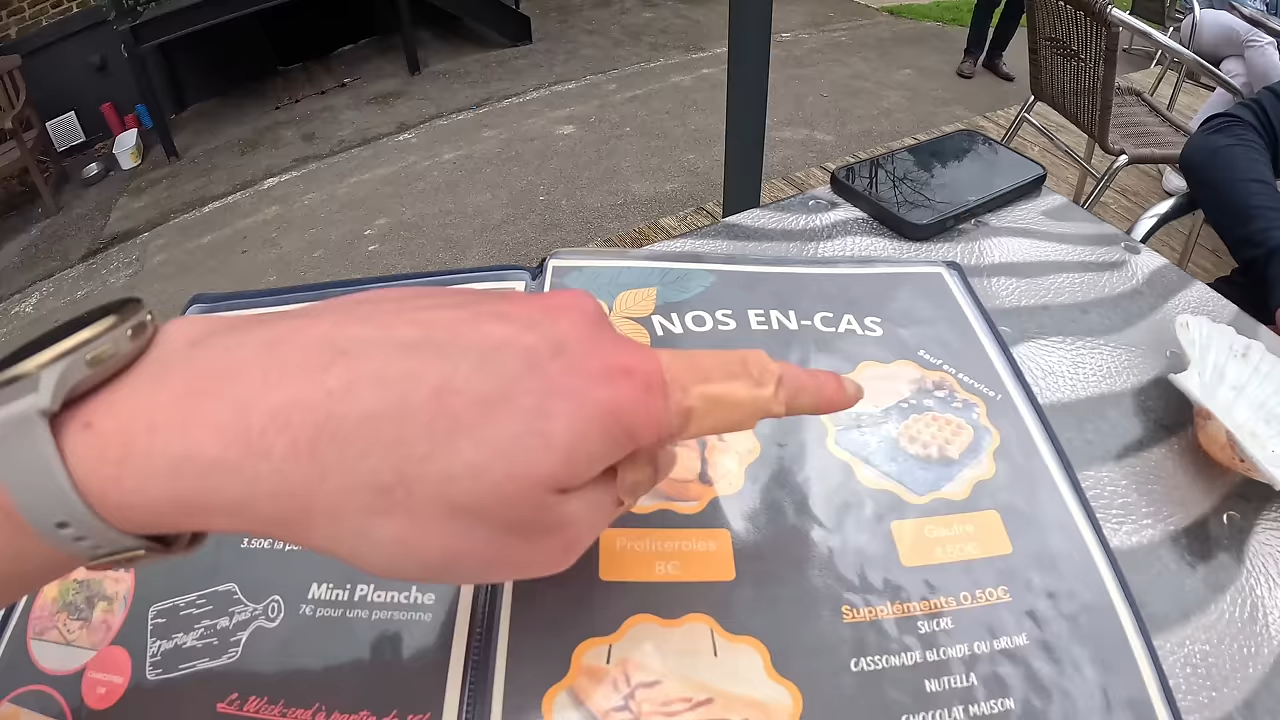 NOS EN-CAS
Sauf en service !
Profiteroles
8€
Gaufre
Suppléments 0.50€
SUCRE
CASSONADE BLONDE OU BRUNE
NUTELLA
CHOCOLAT MAISON
3.50€ la
Mini Planche
7€ pour une personne
A partager... ou pas
Le Week-end à partir de